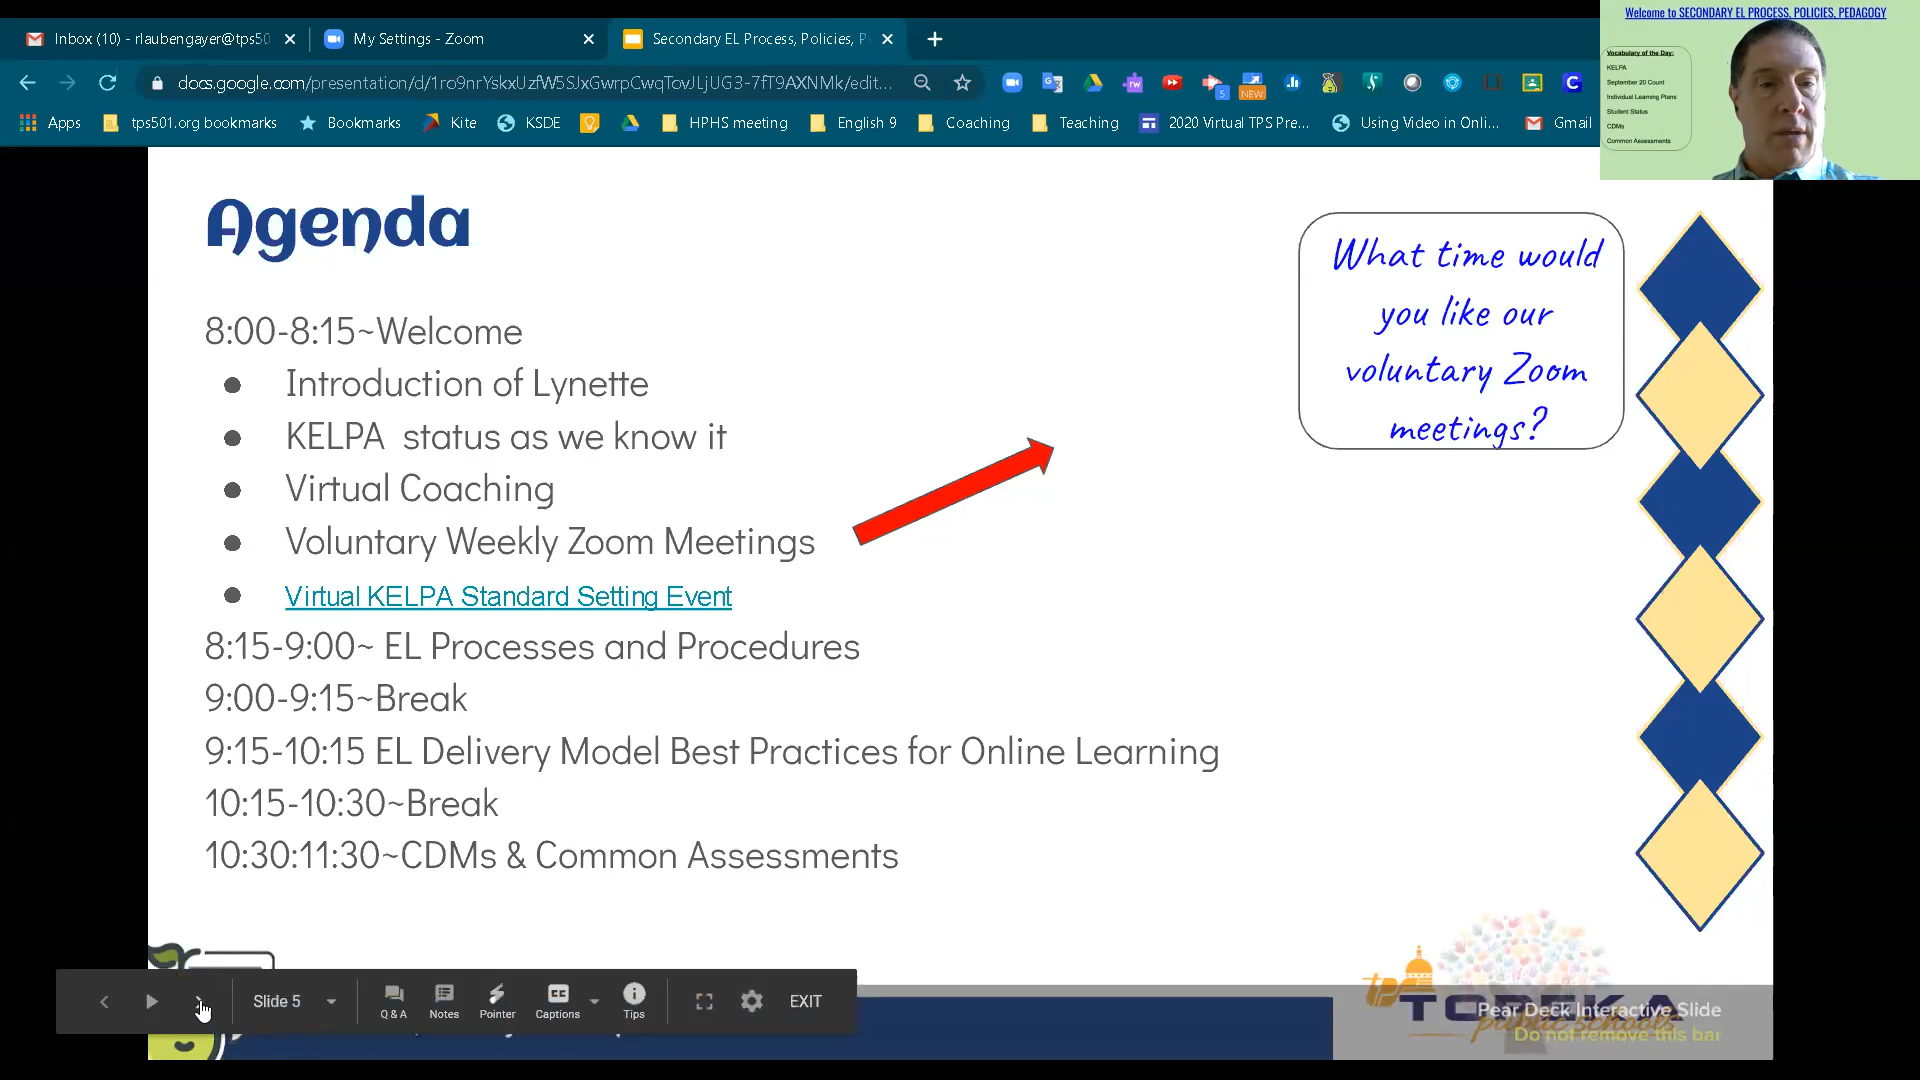 Inbox (10) - rlaubengayer@tps50
My Settings - Zoom
Secondary EL Process, Policies, P
docs.google.com/presentation/d/1ro9nrYskxUzfW5SJxGwrpCwqTovJLjUG3-7fT9AXNMk/edit...
5
NEW
Apps
tps501.org bookmarks
Bookmarks
Kite
KSDE
HPHS meeting
English 9
Coaching
Teaching
2020 Virtual TPS Pre...
Using Video in Onli...
Gmail
Welcome to SECONDARY EL PROCESS, POLICIES, PEDAGOGY
Vocabulary of the Day:
KELPA
September 20 Count
Individual Learning Plans
Student Status
CDMs
Common Assessments
Agenda
8:00-8:15~Welcome
● Introduction of Lynette
● KELPA status as we know it
● Virtual Coaching
● Voluntary Weekly Zoom Meetings
● Virtual KELPA Standard Setting Event
8:15-9:00~ EL Processes and Procedures
9:00-9:15~Break
9:15-10:15 EL Delivery Model Best Practices for Online Learning
10:15-10:30~Break
10:30:11:30~CDMs & Common Assessments
What time would
you like our
voluntary Zoom
meetings?
Slide 5
Q & A
Notes
Pointer
Captions
Tips
EXIT
tps
TOPEKA
public schools
Pear Deck Interactive Slide
Do not remove this bar